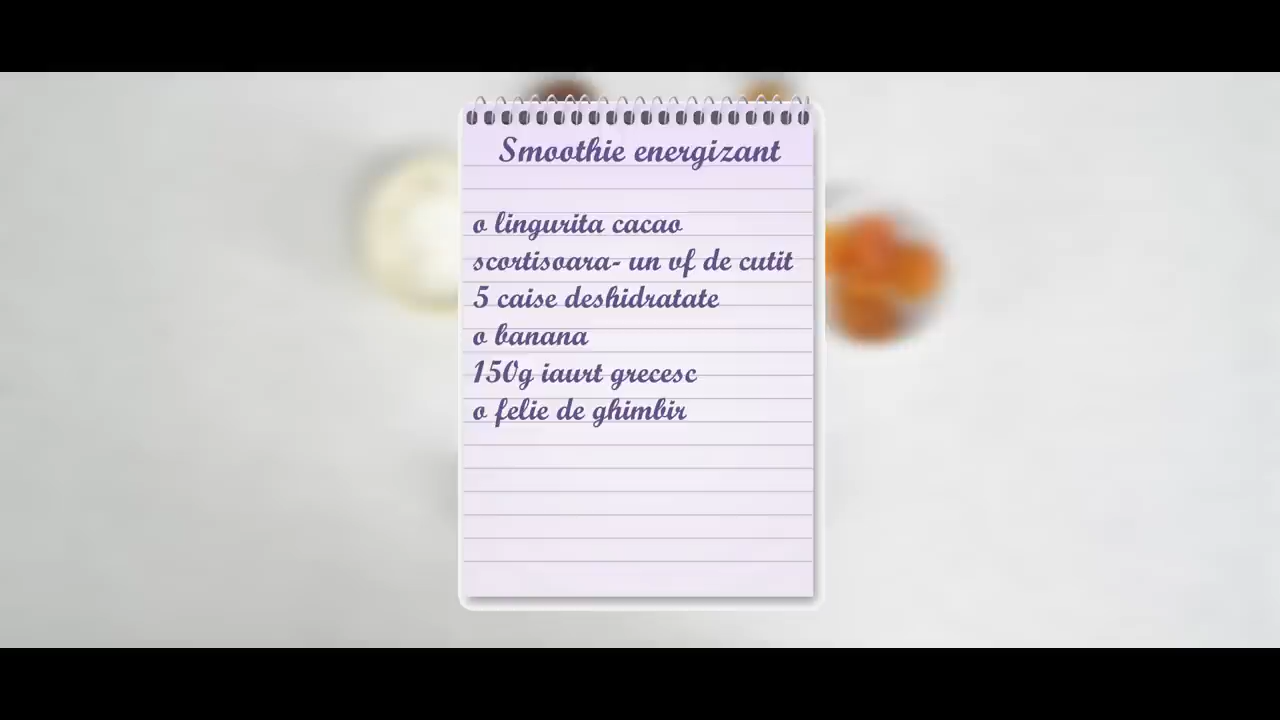 Smoothie energizant
o lingurita cacao
scortisoara- un vf de cutit
5 caise deshidratate
o banana
150g iaurt grecesc
o felie de ghimbir